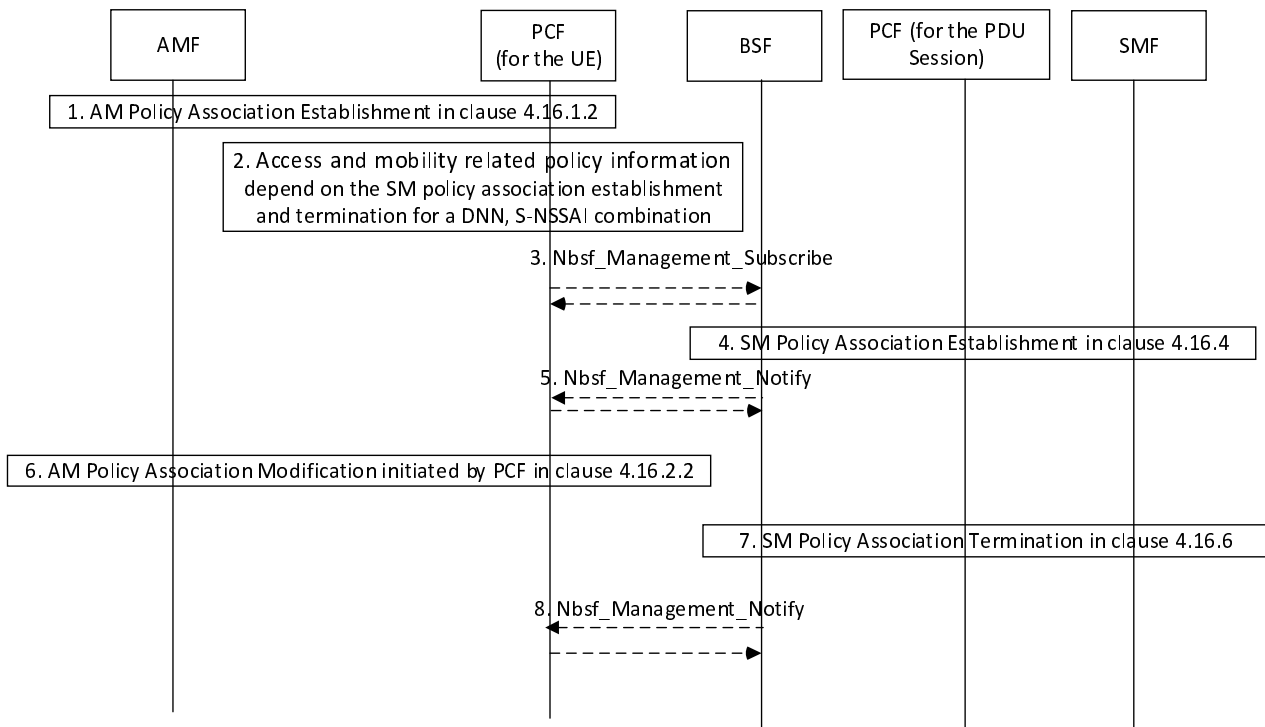 AMF
PCF
(for the UE)
BSF
PCF (for the PDU
Session)
SMF
1. AM Policy Association Establishment in clause 4.16.1.2
2. Access and mobility related policy information
depend on the SM policy association establishment
and termination for a DNN, S-NSSAI combination
3. Nbsf_Management_Subscribe
4. SM Policy Association Establishment in clause 4.16.4
5. Nbsf_Management_Notify
6. AM Policy Association Modification initiated by PCF in clause 4.16.2.2
7. SM Policy Association Termination in clause 4.16.6
8. Nbsf_Management_Notify